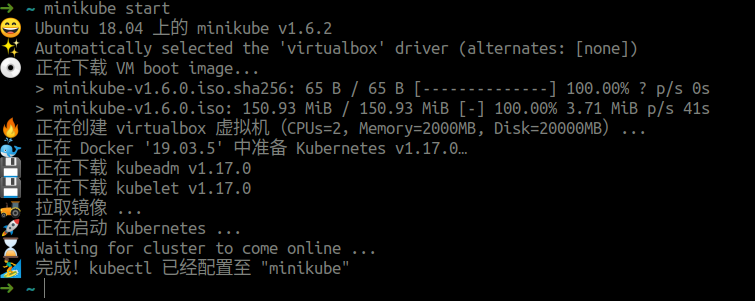 ➜ ~ minikube start
😄 Ubuntu 18.04 上的 minikube v1.6.2
✨ Automatically selected the 'virtualbox' driver (alternates: [none])
💿 正在下载 VM boot image...
> minikube-v1.6.0.iso.sha256: 65 B / 65 B [--------------] 100.00% ? p/s 0s
> minikube-v1.6.0.iso: 150.93 MiB / 150.93 MiB [-] 100.00% 3.71 MiB p/s 41s
🔥 正在创建 virtualbox 虚拟机（CPUs=2，Memory=2000MB, Disk=20000MB）...
🐳 正在 Docker '19.03.5' 中准备 Kubernetes v1.17.0…
💾 正在下载 kubeadm v1.17.0
💾 正在下载 kubelet v1.17.0
🚜 拉取镜像 ...
🚀 正在启动 Kubernetes ...
⌛ Waiting for cluster to come online ...
🏄 完成！kubectl 已经配置至 "minikube"
➜ ~